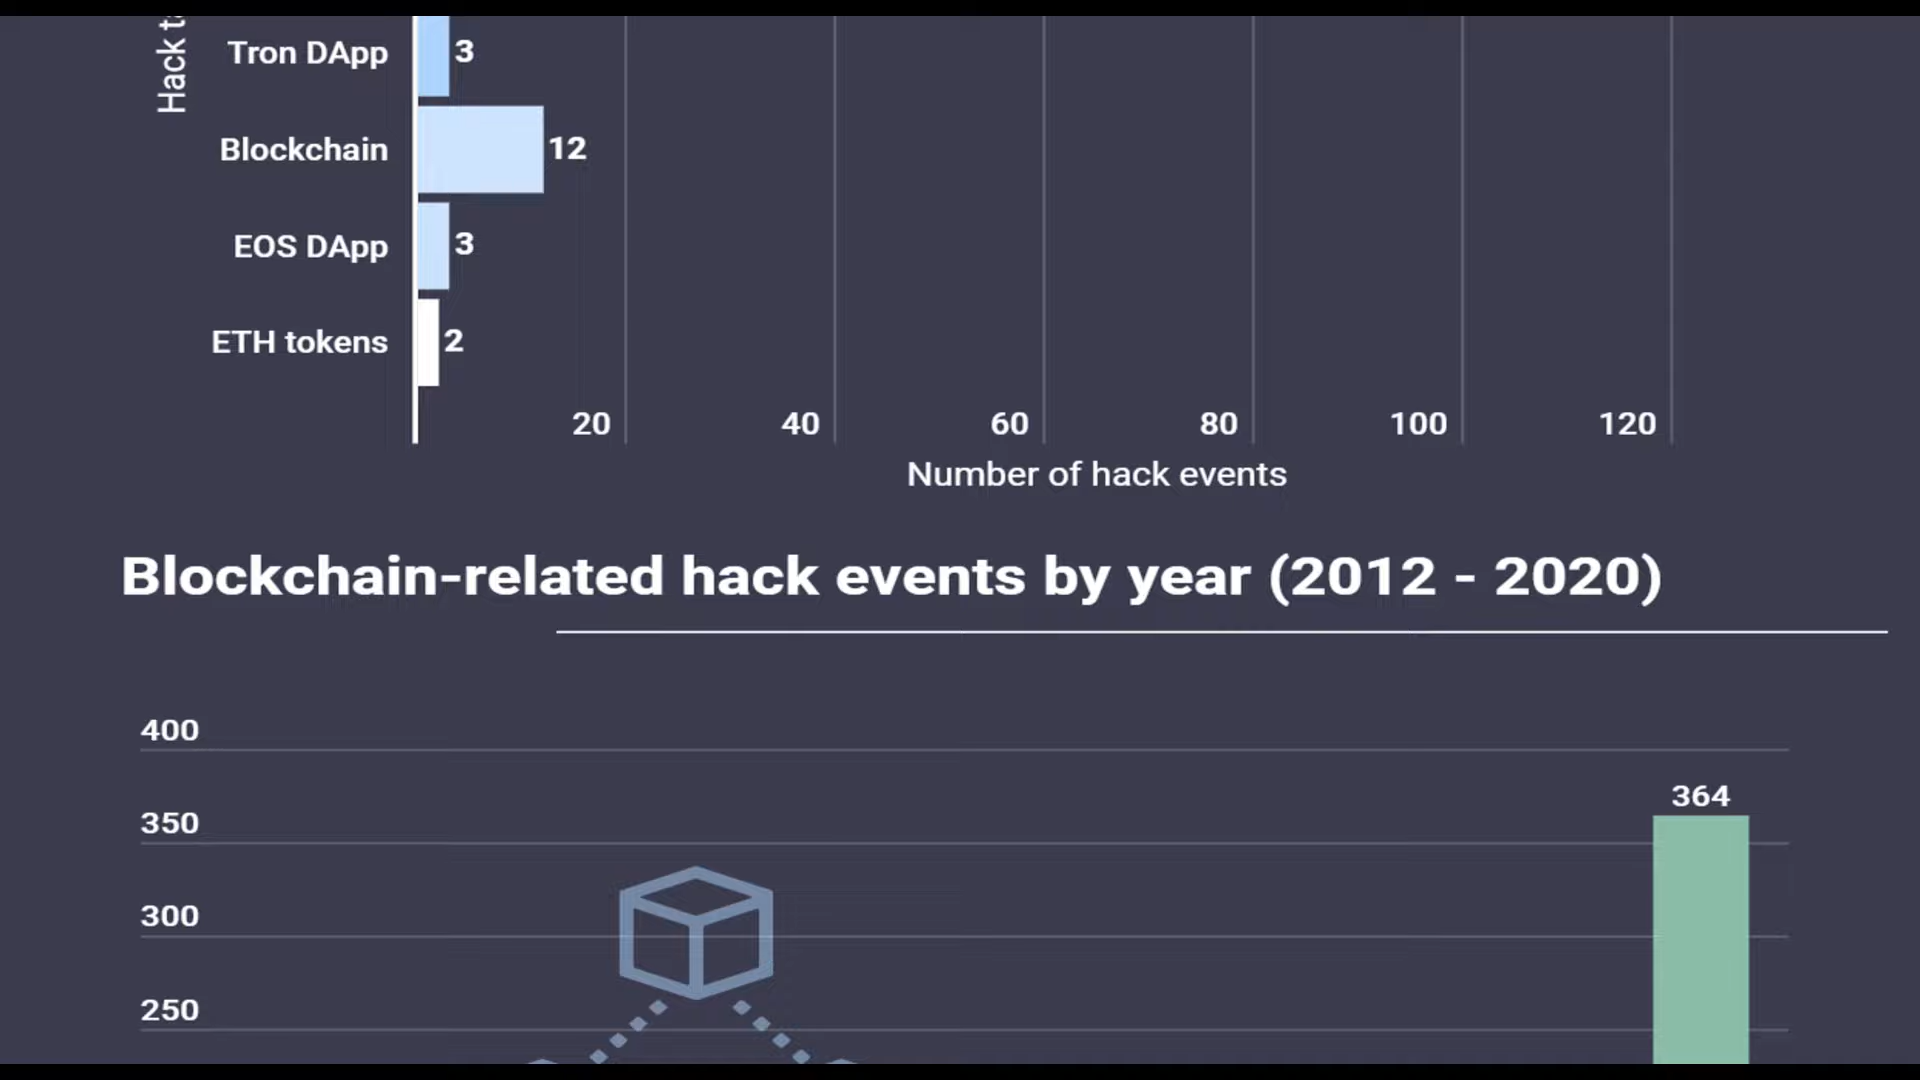 Hack t
Tron DApp 3
Blockchain 12
EOS DApp 3
ETH tokens 2
20 40 60 80 100 120
Number of hack events
Blockchain-related hack events by year (2012 - 2020)
400
364
350
300
250